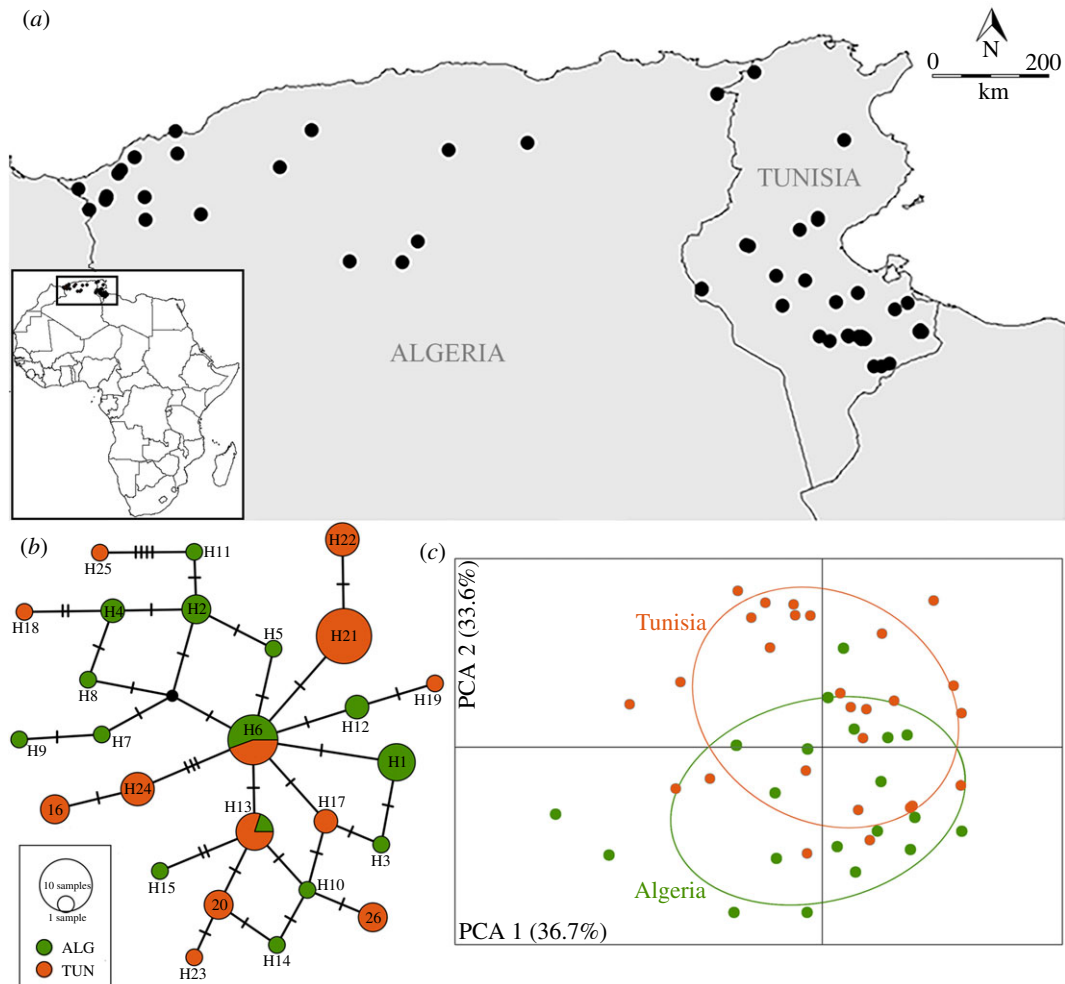 (a)
N
0 200
km
TUNISIA
ALGERIA
(b)
H22
H11
H25
H4
H2
H21
H18
H5
H8
H19
H12
H6
H9
H7
H1
H24
16
H13
H17
H3
H15
H10
20
26
H14
H23
10 samples
1 sample
ALG
TUN
(c)
PCA 2 (33.6%)
Tunisia
Algeria
PCA 1 (36.7%)